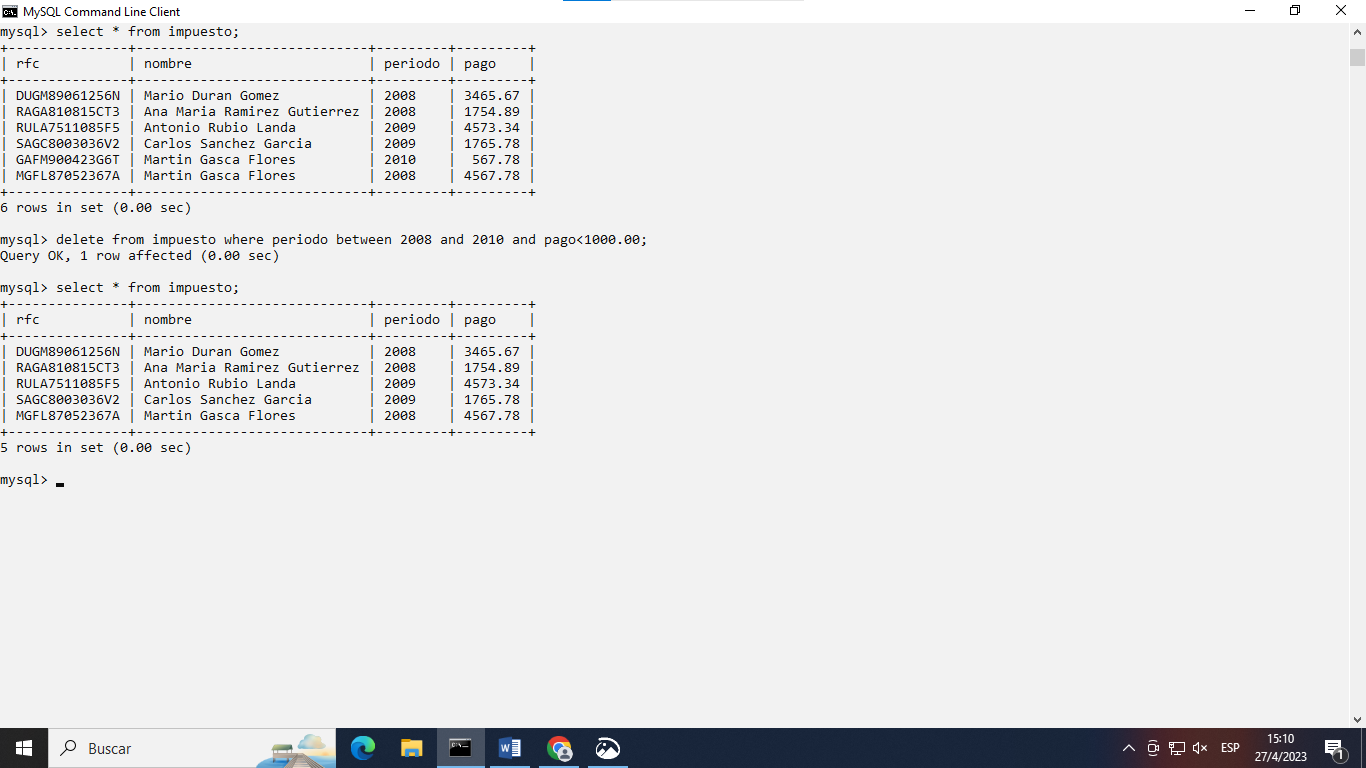 MySQL Command Line Client
mysql> select * from impuesto;
+--------------+-----------------------------+---------+---------+
| rfc          | nombre                      | periodo | pago    |
+--------------+-----------------------------+---------+---------+
| DUGM89061256N | Mario Duran Gomez           | 2008    | 3465.67 |
| RAGA810815CT3 | Ana Maria Ramirez Gutierrez | 2008    | 1754.89 |
| RULA7511085F5 | Antonio Rubio Landa         | 2009    | 4573.34 |
| SAGC8003036V2 | Carlos Sanchez Garcia       | 2009    | 1765.78 |
| GAFM900423G6T | Martin Gasca Flores         | 2010    |  567.78 |
| MGFL87052367A | Martin Gasca Flores         | 2008    | 4567.78 |
+--------------+-----------------------------+---------+---------+
6 rows in set (0.00 sec)
mysql> delete from impuesto where periodo between 2008 and 2010 and pago<1000.00;
Query OK, 1 row affected (0.00 sec)
mysql> select * from impuesto;
+--------------+-----------------------------+---------+---------+
| rfc          | nombre                      | periodo | pago    |
+--------------+-----------------------------+---------+---------+
| DUGM89061256N | Mario Duran Gomez           | 2008    | 3465.67 |
| RAGA810815CT3 | Ana Maria Ramirez Gutierrez | 2008    | 1754.89 |
| RULA7511085F5 | Antonio Rubio Landa         | 2009    | 4573.34 |
| SAGC8003036V2 | Carlos Sanchez Garcia       | 2009    | 1765.78 |
| MGFL87052367A | Martin Gasca Flores         | 2008    | 4567.78 |
+--------------+-----------------------------+---------+---------+
5 rows in set (0.00 sec)
mysql>
Buscar
ESP
15:10
27/4/2023
1